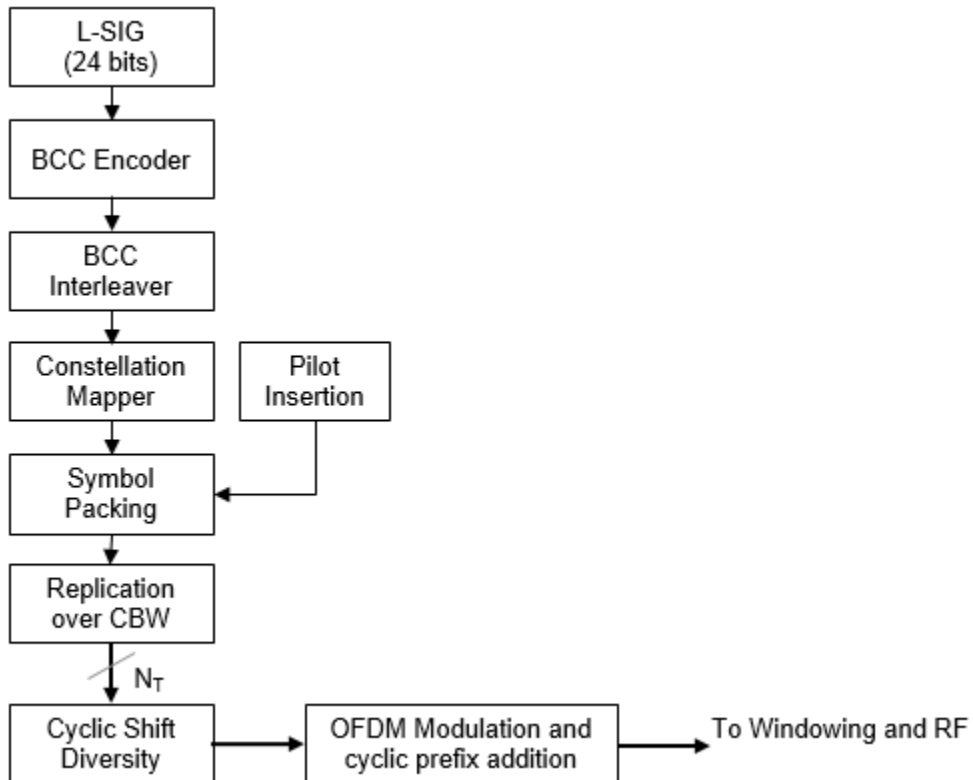 L-SIG
(24 bits)
BCC Encoder
BCC
Interleaver
Constellation
Mapper
Pilot
Insertion
Symbol
Packing
Replication
over CBW
N_T
Cyclic Shift
Diversity
OFDM Modulation and
cyclic prefix addition
To Windowing and RF